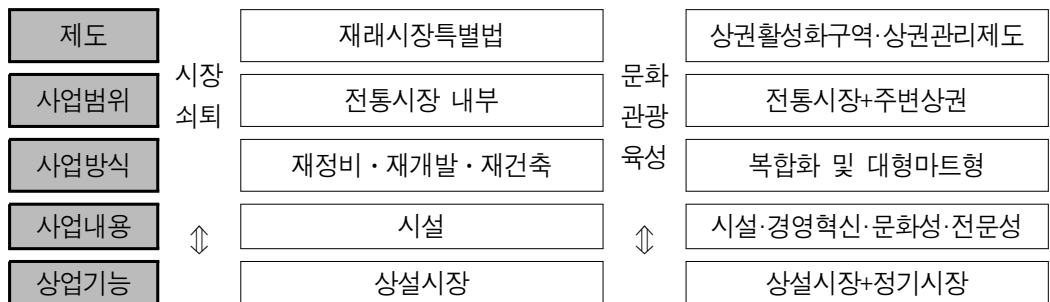 제도 재래시장특별법 상권활성화구역·상권관리제도
시장 문화
사업범위 전통시장 내부 전통시장+주변상권
쇠퇴 관광
사업방식 재정비·재개발·재건축 육성 복합화 및 대형마트형
사업내용 ⇕ 시설 ⇕ 시설·경영혁신·문화성·전문성
상업기능 상설시장 상설시장+정기시장